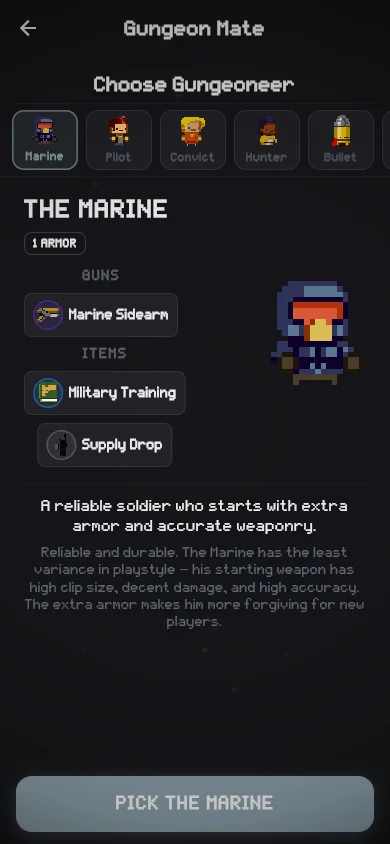 Gungeon Mate
Choose Gungeoneer
Marine
Pilot
Convict
Hunter
Bullet
THE MARINE
1 ARMOR
GUNS
Marine Sidearm
ITEMS
Military Training
Supply Drop
A reliable soldier who starts with extra
armor and accurate weaponry.
Reliable and durable. The Marine has the least
variance in playstyle — his starting weapon has
high clip size, decent damage, and high accuracy.
The extra armor makes him more forgiving for new
players.
PICK THE MARINE